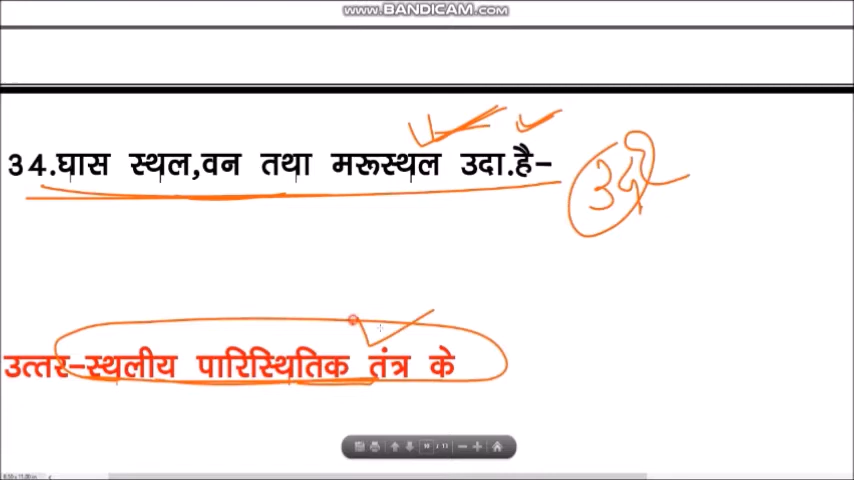 www.BANDICAM.com
34.घास स्थल,वन तथा मरूस्थल उदा.है-
उत्तर-स्थलीय पारिस्थितिक तंत्र के